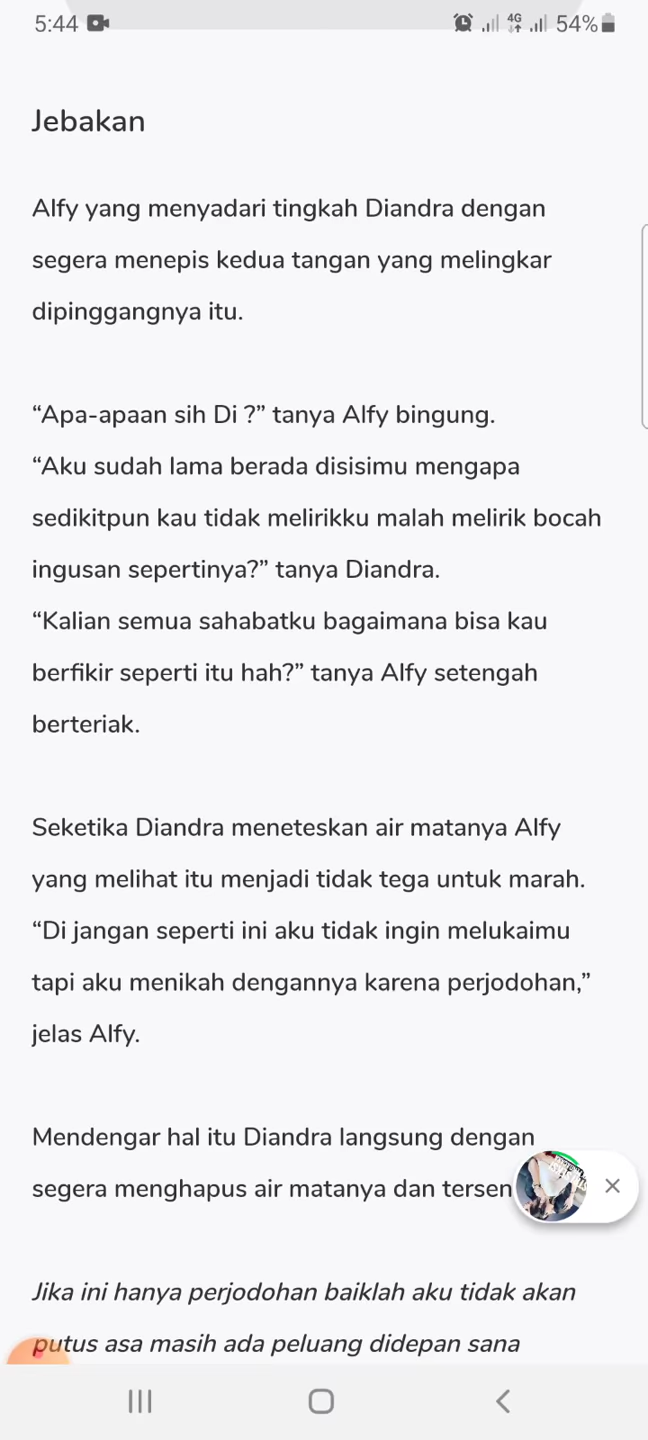 5:44
4G
54%
Jebakan
Alfy yang menyadari tingkah Diandra dengan
segera menepis kedua tangan yang melingkar
dipinggangnya itu.
“Apa-apaan sih Di ?” tanya Alfy bingung.
“Aku sudah lama berada disisimu mengapa
sedikitpun kau tidak melirikku malah melirik bocah
ingusan sepertinya?” tanya Diandra.
“Kalian semua sahabatku bagaimana bisa kau
berfikir seperti itu hah?” tanya Alfy setengah
berteriak.
Seketika Diandra meneteskan air matanya Alfy
yang melihat itu menjadi tidak tega untuk marah.
“Di jangan seperti ini aku tidak ingin melukaimu
tapi aku menikah dengannya karena perjodohan,”
jelas Alfy.
Mendengar hal itu Diandra langsung dengan
segera menghapus air matanya dan tersen
Jika ini hanya perjodohan baiklah aku tidak akan
putus asa masih ada peluang didepan sana